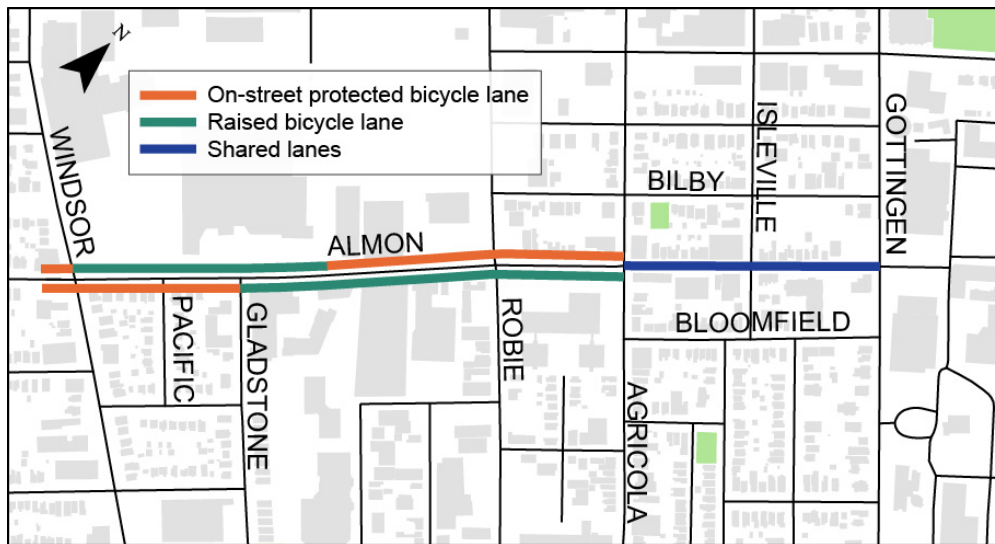 N
On-street protected bicycle lane
Raised bicycle lane
Shared lanes
WINDSOR
ISLEVILLE
GOTTINGEN
BILBY
ALMON
PACIFIC
GLADSTONE
ROBIE
BLOOMFIELD
AGRICOLA